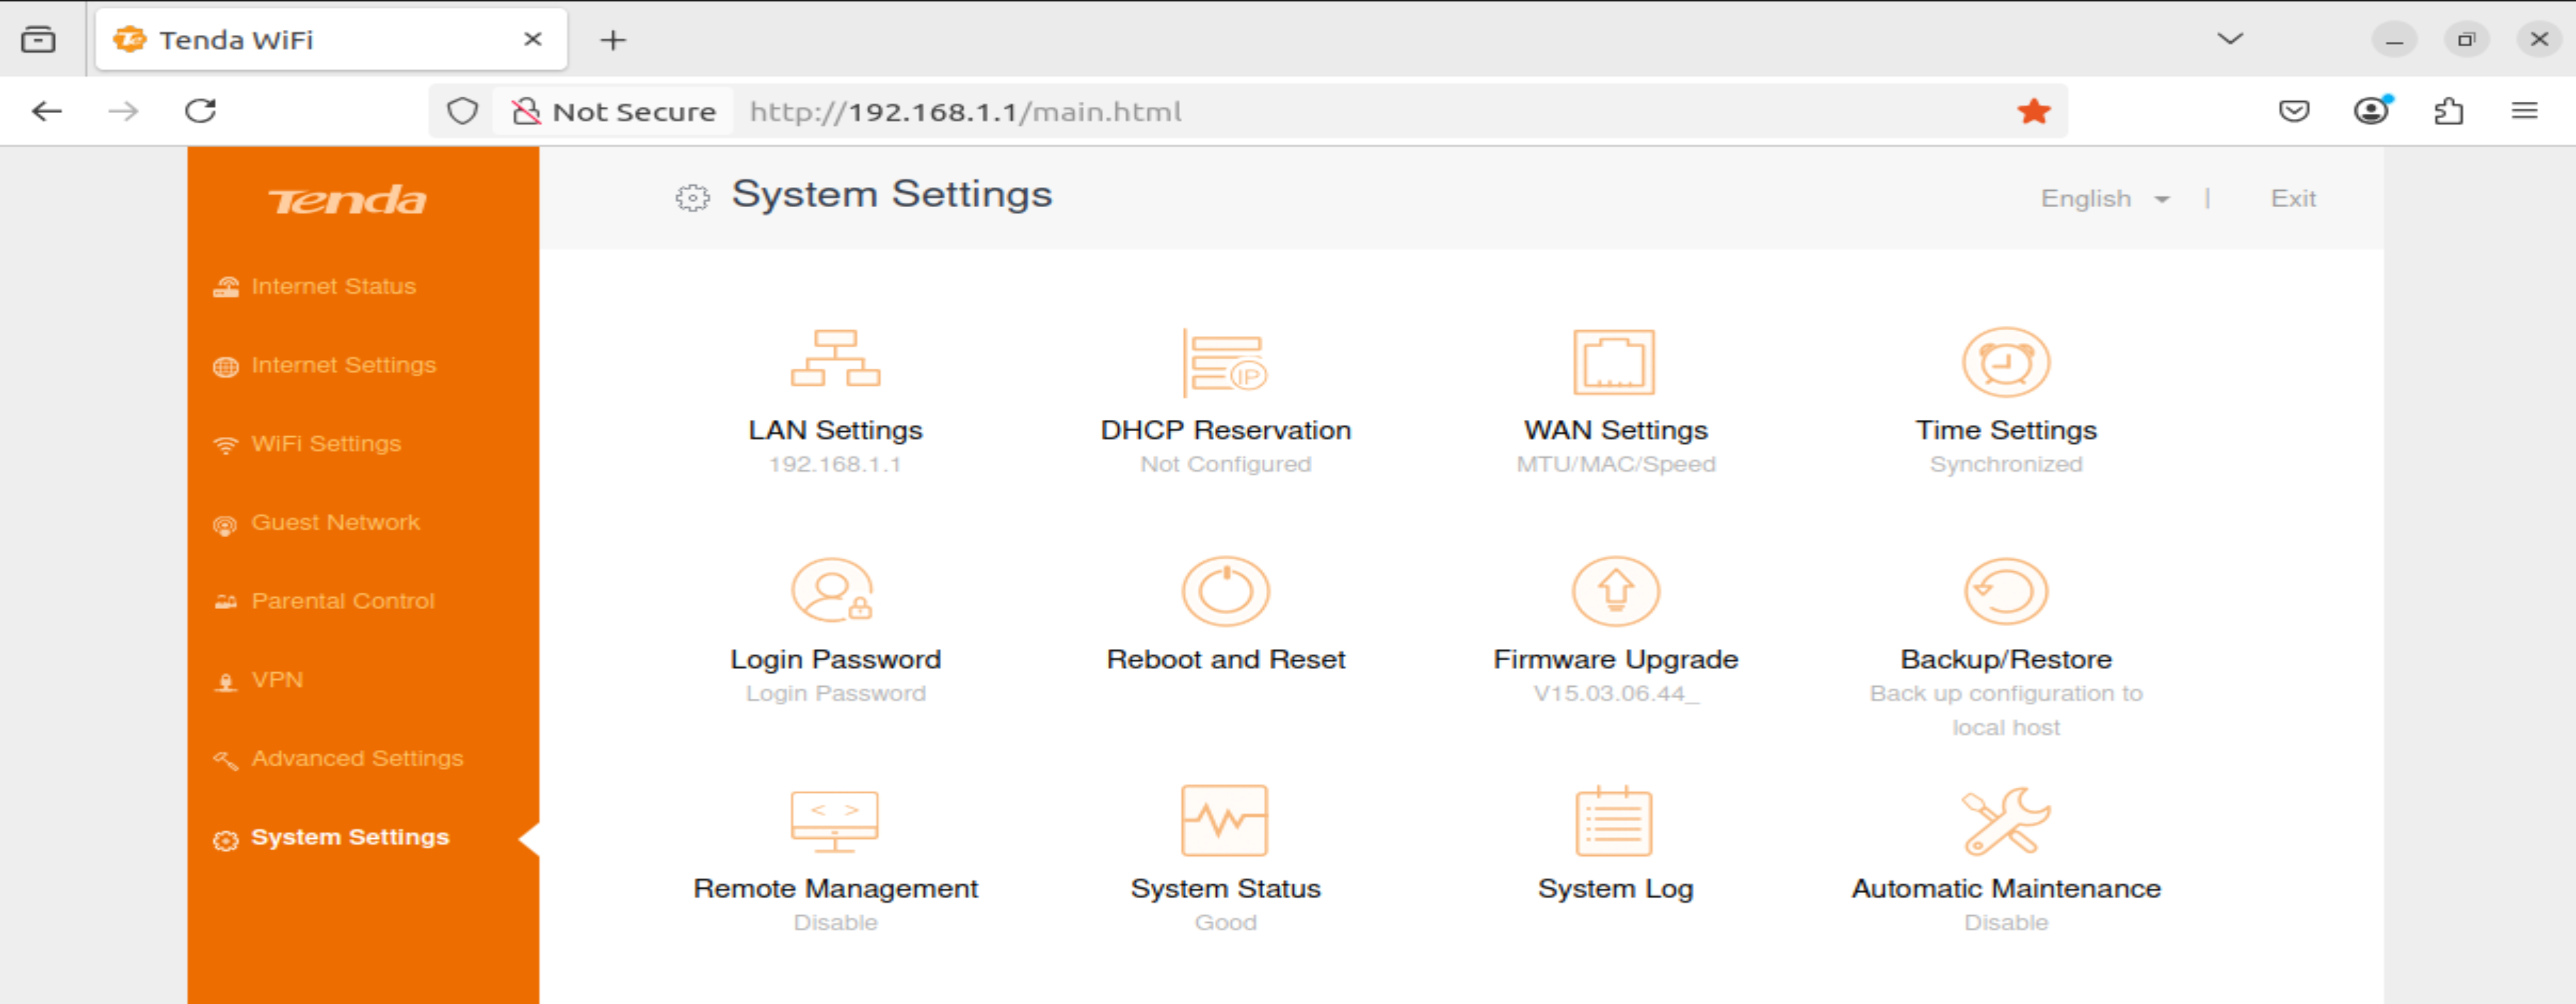 Tenda WiFi
Not Secure http://192.168.1.1/main.html
Tenda
System Settings
English | Exit
Internet Status
Internet Settings
WiFi Settings
Guest Network
Parental Control
VPN
Advanced Settings
System Settings
LAN Settings
192.168.1.1
DHCP Reservation
Not Configured
IP
WAN Settings
MTU/MAC/Speed
Time Settings
Synchronized
Login Password
Login Password
Reboot and Reset
Firmware Upgrade
V15.03.06.44_
Backup/Restore
Back up configuration to
local host
< >
Remote Management
Disable
System Status
Good
System Log
Automatic Maintenance
Disable